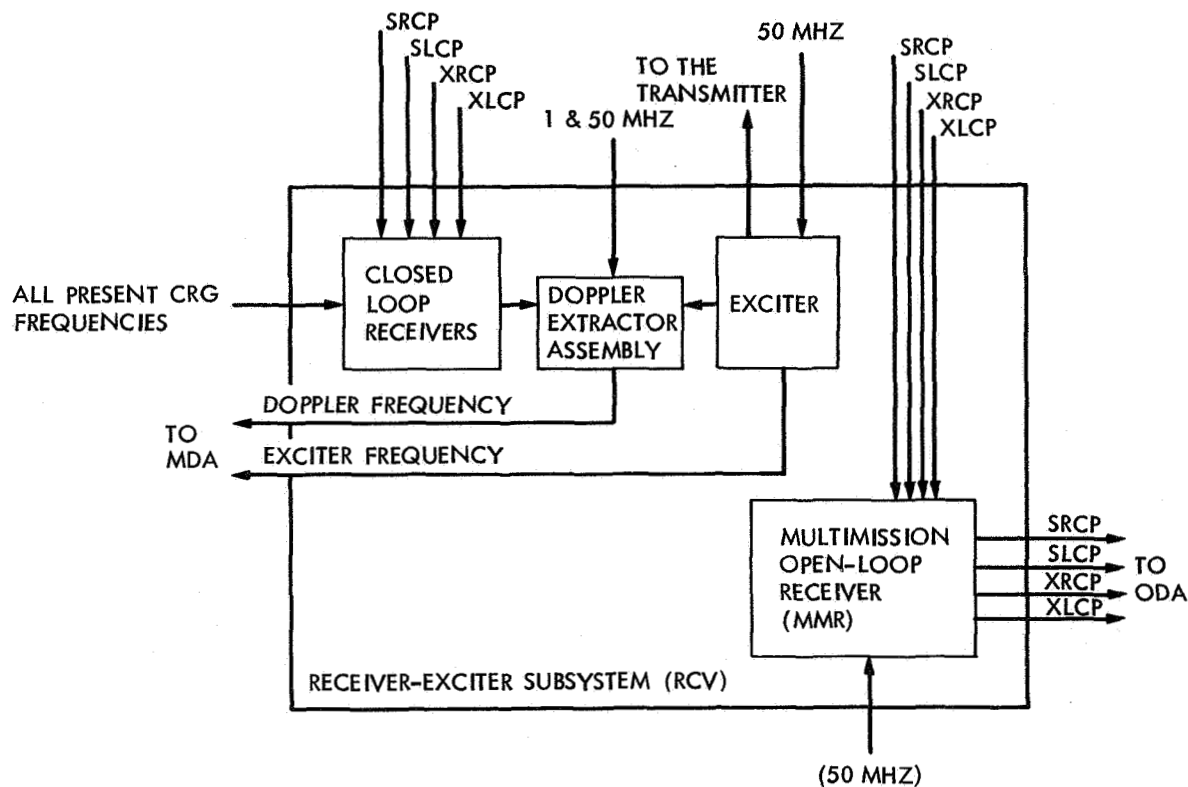 SRCP
SLCP
XRCP
XLCP
1 & 50 MHZ
TO THE
TRANSMITTER
50 MHZ
SRCP
SLCP
XRCP
XLCP
ALL PRESENT CRG
FREQUENCIES
CLOSED
LOOP
RECEIVERS
DOPPLER
EXTRACTOR
ASSEMBLY
EXCITER
DOPPLER FREQUENCY
TO
MDA
EXCITER FREQUENCY
MULTIMISSION
OPEN-LOOP
RECEIVER
(MMR)
SRCP
SLCP
XRCP
XLCP
TO
ODA
RECEIVER-EXCITER SUBSYSTEM (RCV)
(50 MHZ)